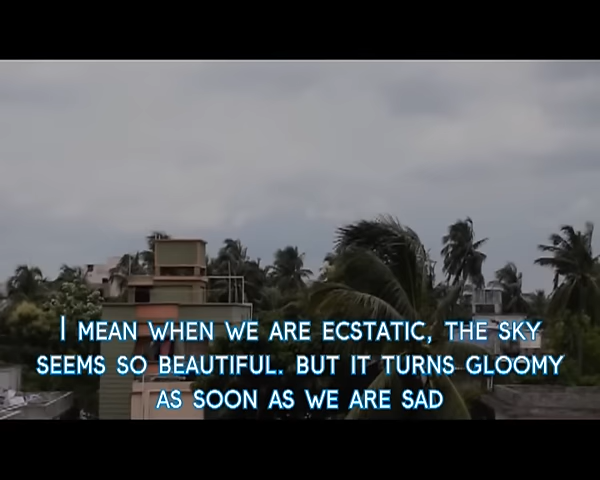 I MEAN WHEN WE ARE ECSTATIC, THE SKY
SEEMS SO BEAUTIFUL. BUT IT TURNS GLOOMY
AS SOON AS WE ARE SAD